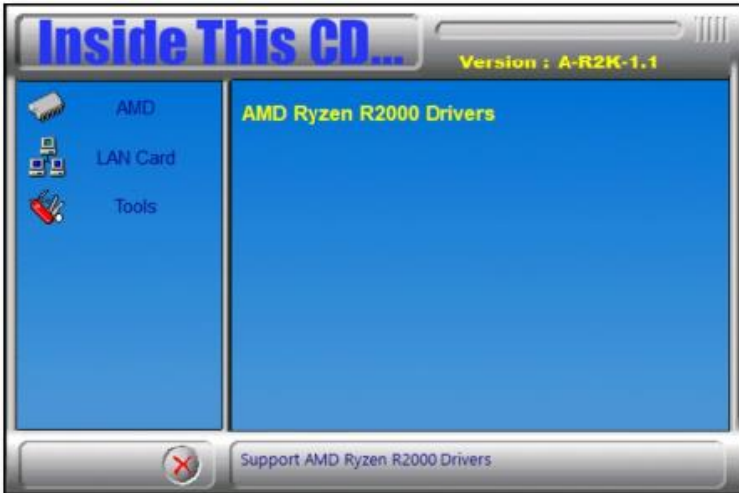 Inside This CD...
Version : A-R2K-1.1
AMD
LAN Card
Tools
AMD Ryzen R2000 Drivers
Support AMD Ryzen R2000 Drivers